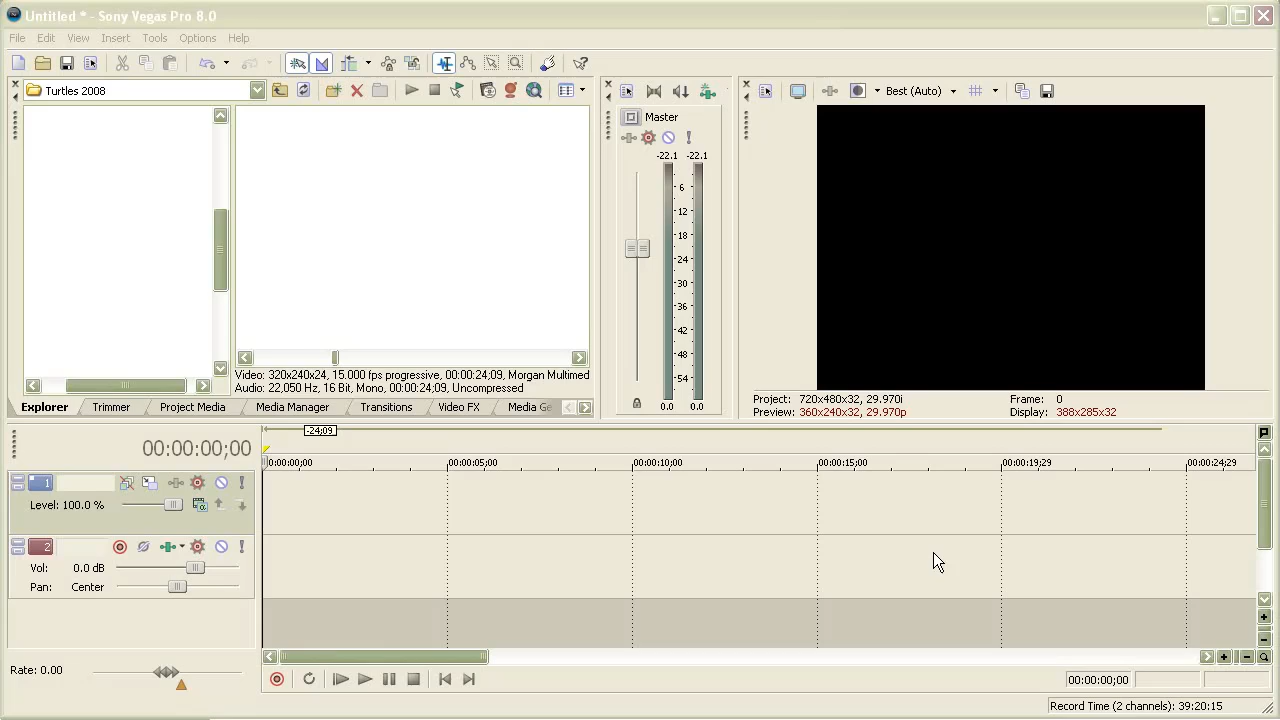 Untitled * - Sony Vegas Pro 8.0
File Edit View Insert Tools Options Help
Turtles 2008
Master
Best (Auto)
-22.1 -22.1
6
12
18
24
30
36
42
48
54
0.0 0.0
Video: 320x240x24, 15.000 fps progressive, 00:00:24;09, Morgan Multimed
Audio: 22,050 Hz, 16 Bit, Mono, 00:00:24;09, Uncompressed
Explorer Trimmer Project Media Media Manager Transitions Video FX Media Ge
Project: 720x480x32, 29.970i Frame: 0
Preview: 360x240x32, 29.970p Display: 388x285x32
-24;09
00:00:00;00
00:00:00;00 00:00:05;00 00:00:10;00 00:00:15;00 00:00:19;29 00:00:24;29
1
Level: 100.0 %
2
Vol: 0.0 dB
Pan: Center
Rate: 0.00
00:00:00;00
Record Time (2 channels): 39:20:15